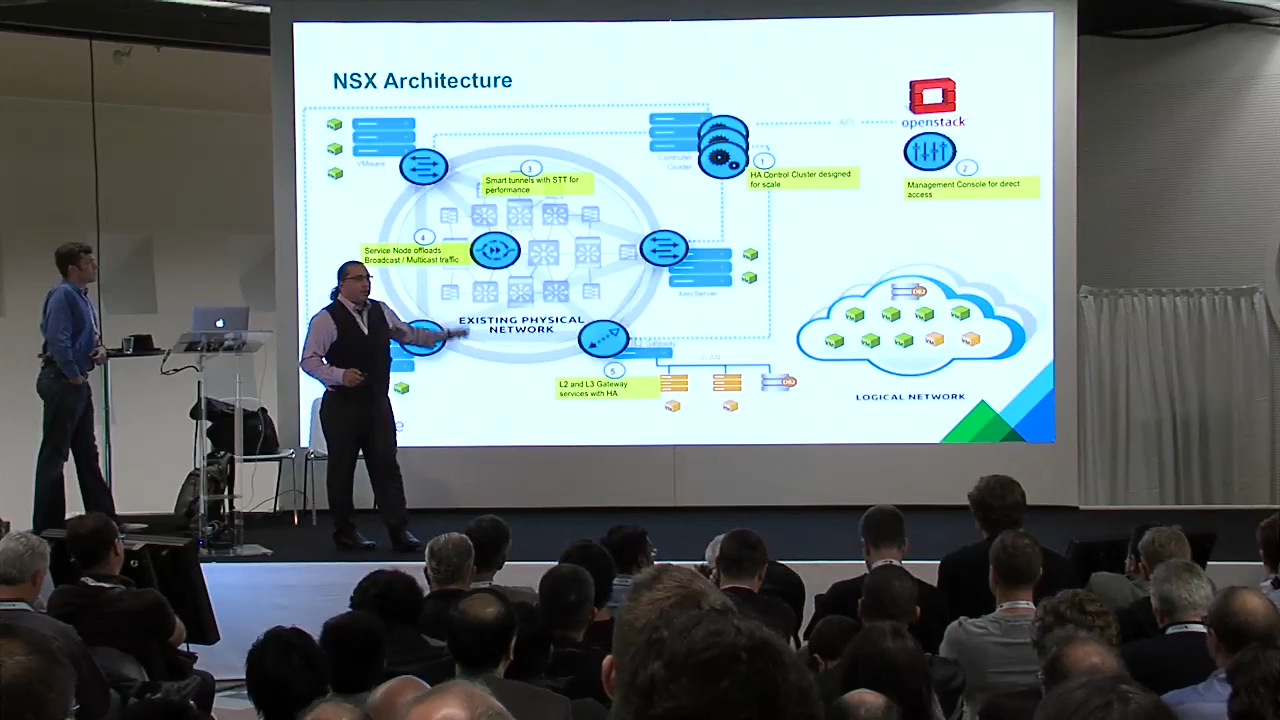 NSX Architecture
openstack
API
VMware
Controller
Cluster
1
HA Control Cluster designed
for scale
2
Management Console for direct
access
3
Smart tunnels with STT for
performance
4
Service Node offloads
Broadcast / Multicast traffic
XenServer
EXISTING PHYSICAL
NETWORK
Gateway
VLAN
5
L2 and L3 Gateway
services with HA
LOGICAL NETWORK